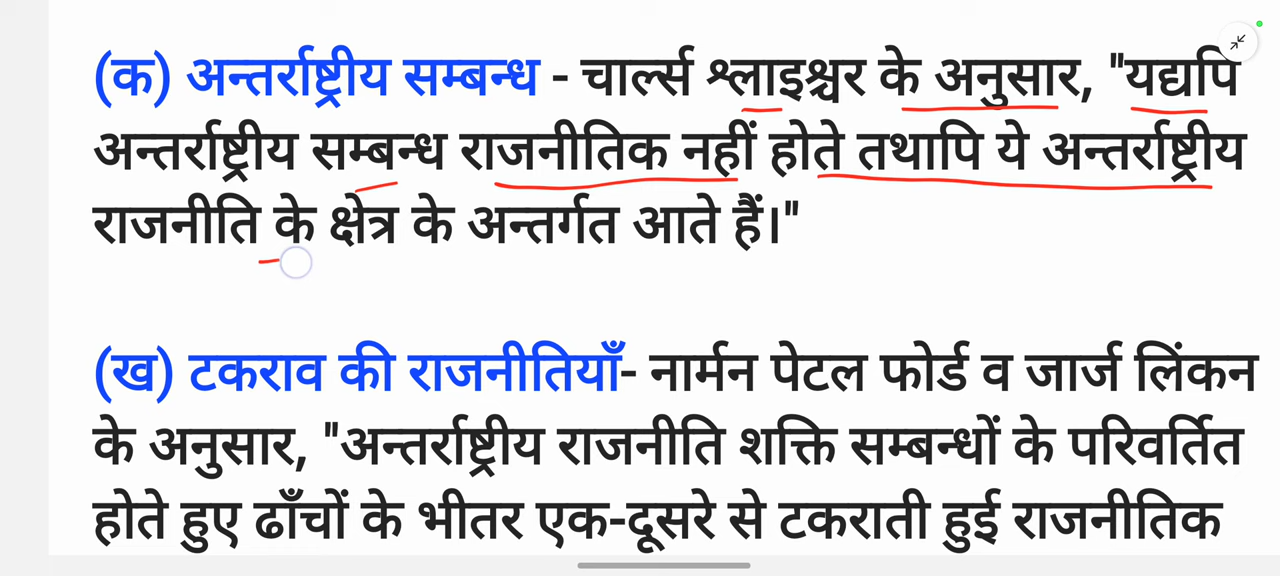 (क) अन्तर्राष्ट्रीय सम्बन्ध - चार्ल्स श्लाइश्चर के अनुसार, "यद्यपि
अन्तर्राष्ट्रीय सम्बन्ध राजनीतिक नहीं होते तथापि ये अन्तर्राष्ट्रीय
राजनीति के क्षेत्र के अन्तर्गत आते हैं।"
(ख) टकराव की राजनीतियाँ- नार्मन पेटल फोर्ड व जार्ज लिंकन
के अनुसार, "अन्तर्राष्ट्रीय राजनीति शक्ति सम्बन्धों के परिवर्तित
होते हुए ढाँचों के भीतर एक-दूसरे से टकराती हुई राजनीतिक